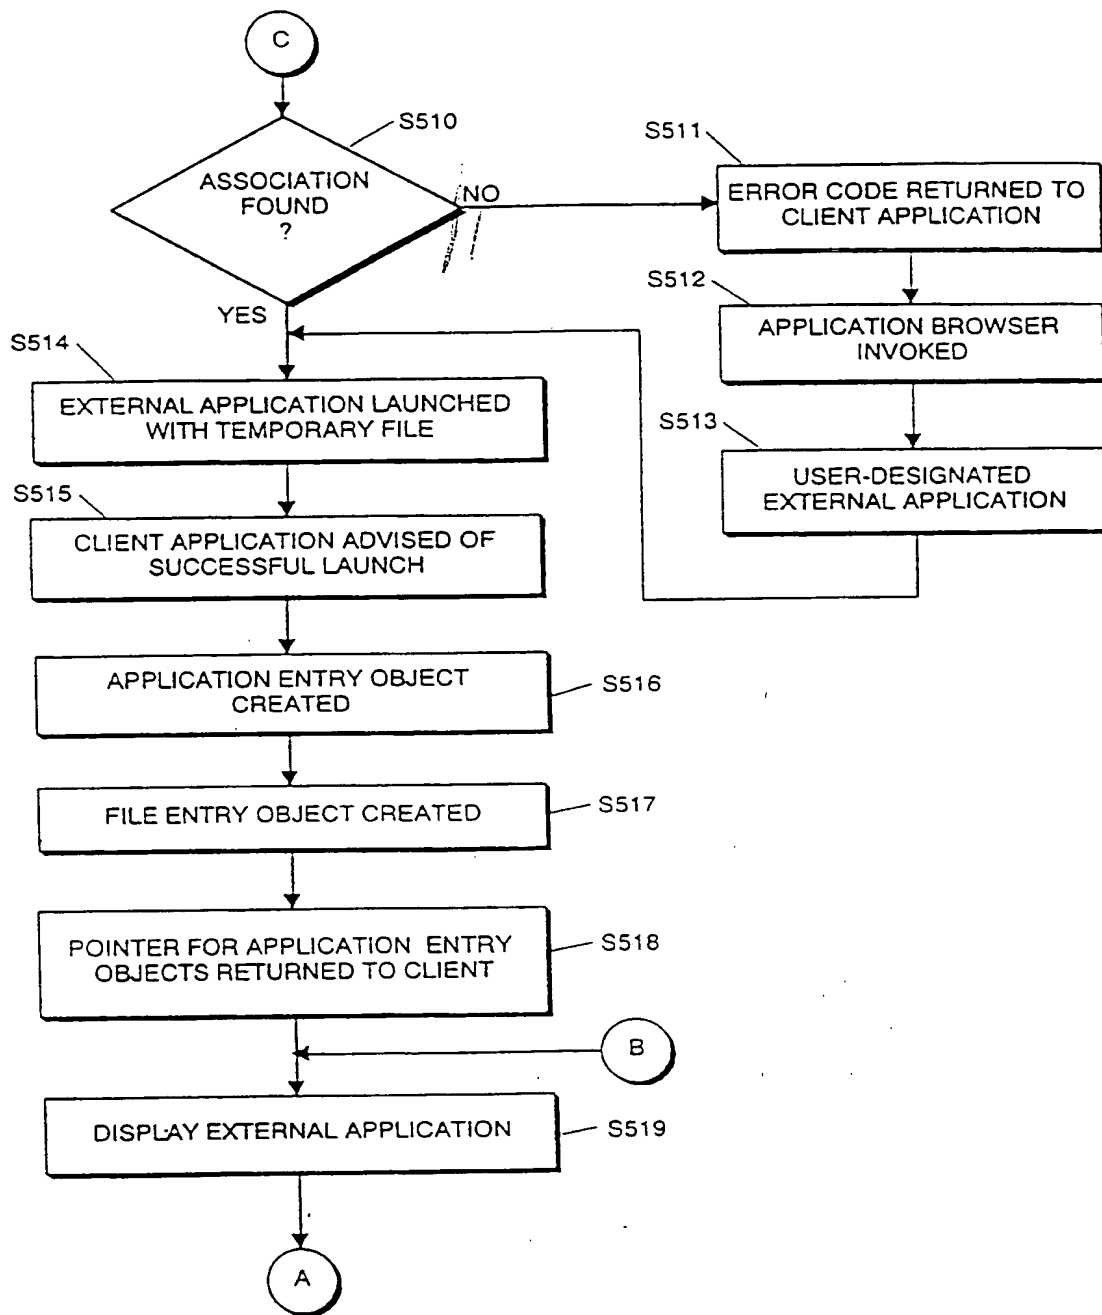 C
S510
ASSOCIATION
FOUND
?
NO
YES
S511
ERROR CODE RETURNED TO
CLIENT APPLICATION
S512
APPLICATION BROWSER
INVOKED
S513
USER-DESIGNATED
EXTERNAL APPLICATION
S514
EXTERNAL APPLICATION LAUNCHED
WITH TEMPORARY FILE
S515
CLIENT APPLICATION ADVISED OF
SUCCESSFUL LAUNCH
APPLICATION ENTRY OBJECT
CREATED
S516
FILE ENTRY OBJECT CREATED
S517
POINTER FOR APPLICATION ENTRY
OBJECTS RETURNED TO CLIENT
S518
B
DISPLAY EXTERNAL APPLICATION
S519
A